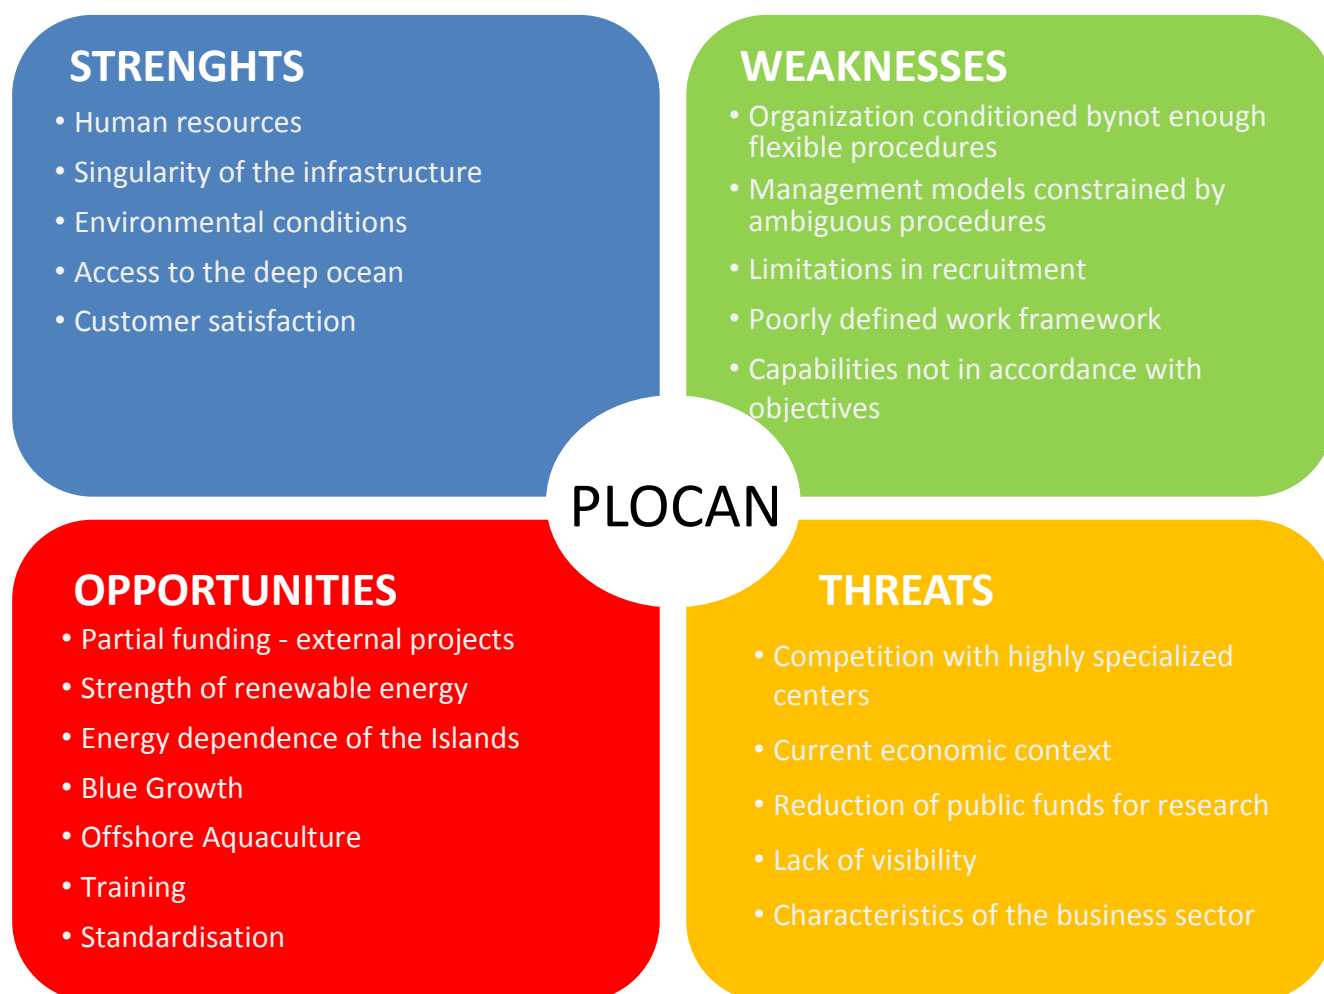 STRENGHTS
• Human resources
• Singularity of the infrastructure
• Environmental conditions
• Access to the deep ocean
• Customer satisfaction
WEAKNESSES
• Organization conditioned bynot enough
flexible procedures
• Management models constrained by
ambiguous procedures
• Limitations in recruitment
• Poorly defined work framework
• Capabilities not in accordance with
objectives
PLOCAN
OPPORTUNITIES
• Partial funding - external projects
• Strength of renewable energy
• Energy dependence of the Islands
• Blue Growth
• Offshore Aquaculture
• Training
• Standardisation
THREATS
• Competition with highly specialized
centers
• Current economic context
• Reduction of public funds for research
• Lack of visibility
• Characteristics of the business sector